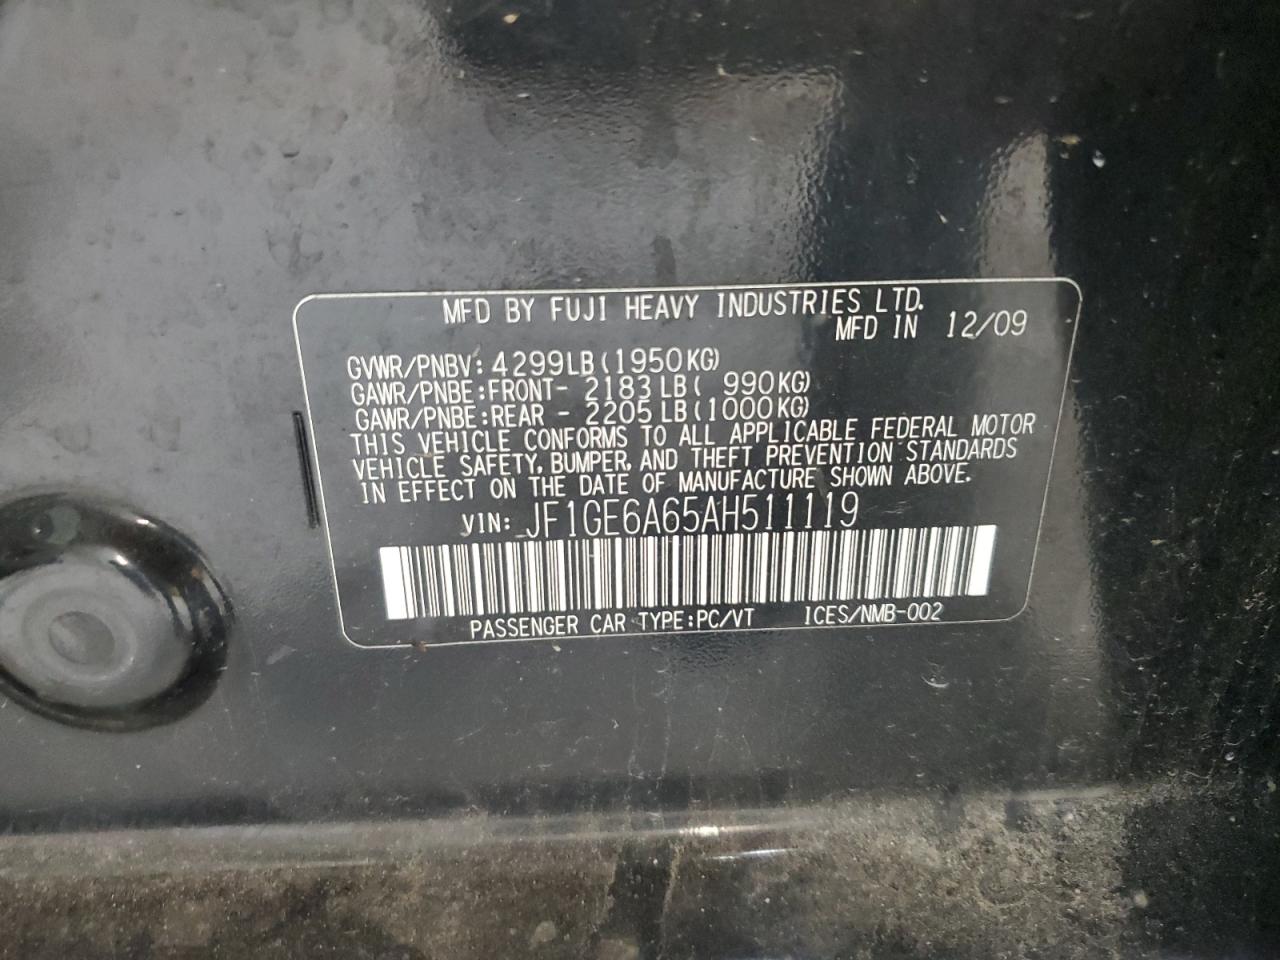 MFD BY FUJI HEAVY INDUSTRIES LTD.
MFD IN 12/09
GVWR/PNBV: 4299LB(1950KG)
GAWR/PNBE:FRONT- 2183LB( 990KG)
GAWR/PNBE:REAR - 2205LB(1000KG)
THIS VEHICLE CONFORMS TO ALL APPLICABLE FEDERAL MOTOR
VEHICLE SAFETY, BUMPER, AND THEFT PREVENTION STANDARDS
IN EFFECT ON THE DATE OF MANUFACTURE SHOWN ABOVE.
VIN: JF1GE6A65AH511119
PASSENGER CAR TYPE:PC/VT ICES/NMB-002